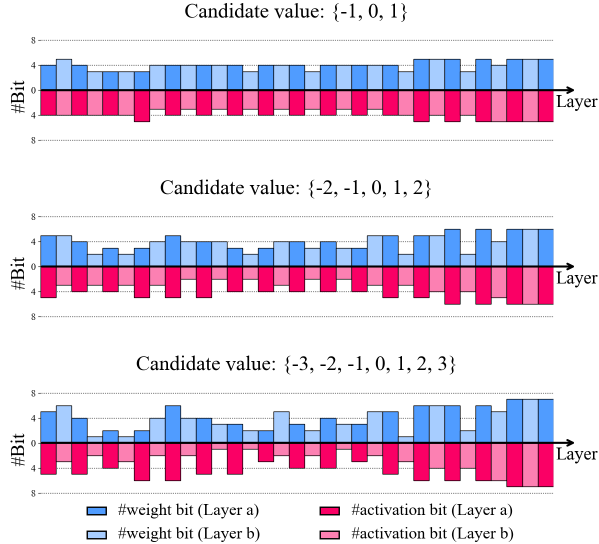 Candidate value: {-1, 0, 1}
8
4
0
4
8
#Bit
Layer
Candidate value: {-2, -1, 0, 1, 2}
8
4
0
4
8
#Bit
Layer
Candidate value: {-3, -2, -1, 0, 1, 2, 3}
8
4
0
4
8
#Bit
Layer
#weight bit (Layer a) #activation bit (Layer a)
#weight bit (Layer b) #activation bit (Layer b)